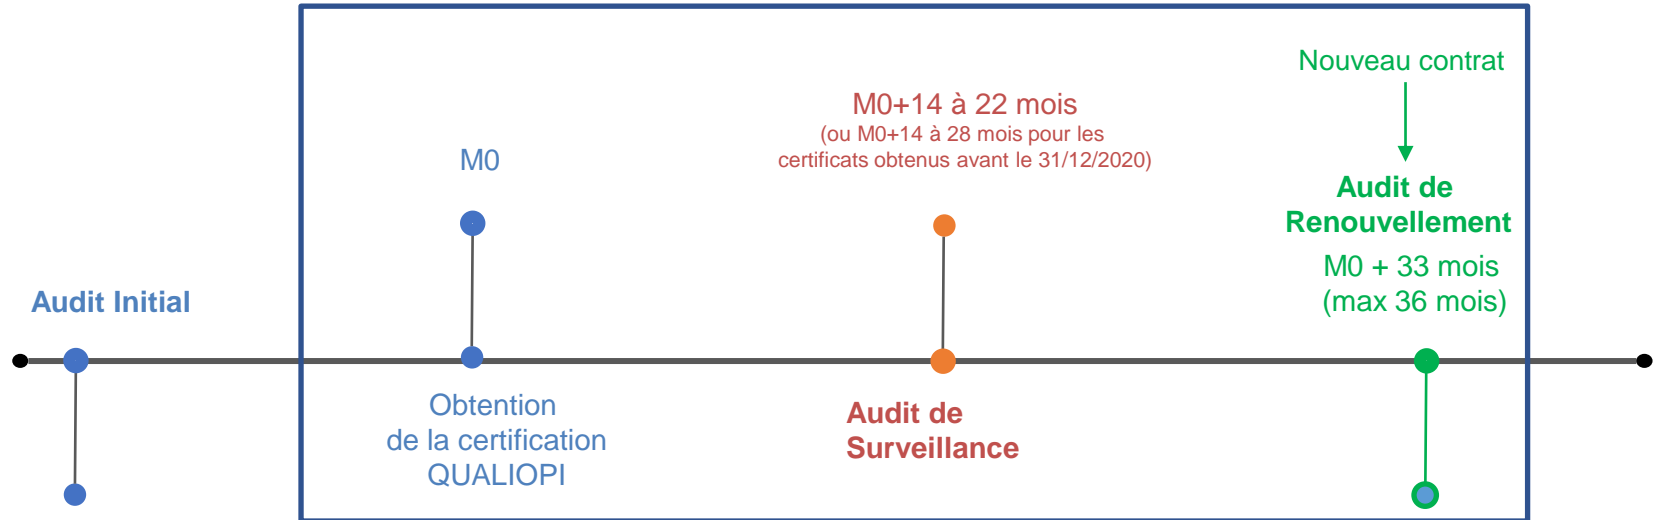 Audit Initial
M0
Obtention
de la certification
QUALIOPI
M0+14 à 22 mois
(ou M0+14 à 28 mois pour les
certificats obtenus avant le 31/12/2020)
Audit de
Surveillance
Nouveau contrat
Audit de
Renouvellement
M0 + 33 mois
(max 36 mois)